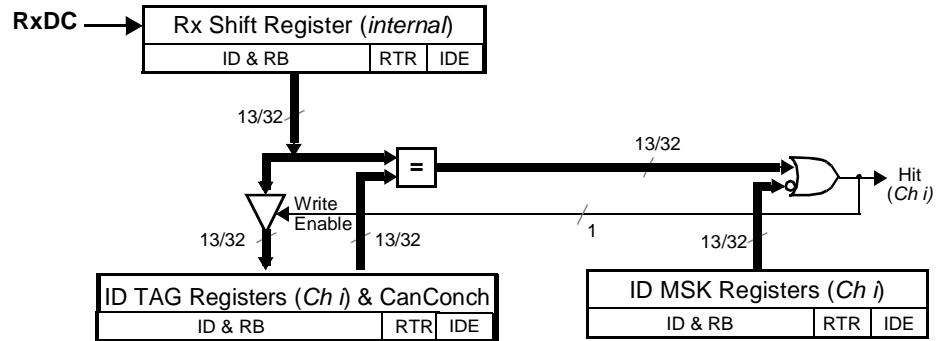 RxDC
Rx Shift Register (internal)
ID & RB RTR IDE
13/32
13/32
=
Hit
(Ch i)
Write
Enable
1
13/32
13/32
13/32
ID TAG Registers (Ch i) & CanConch
ID & RB RTR IDE
ID MSK Registers (Ch i)
ID & RB RTR IDE